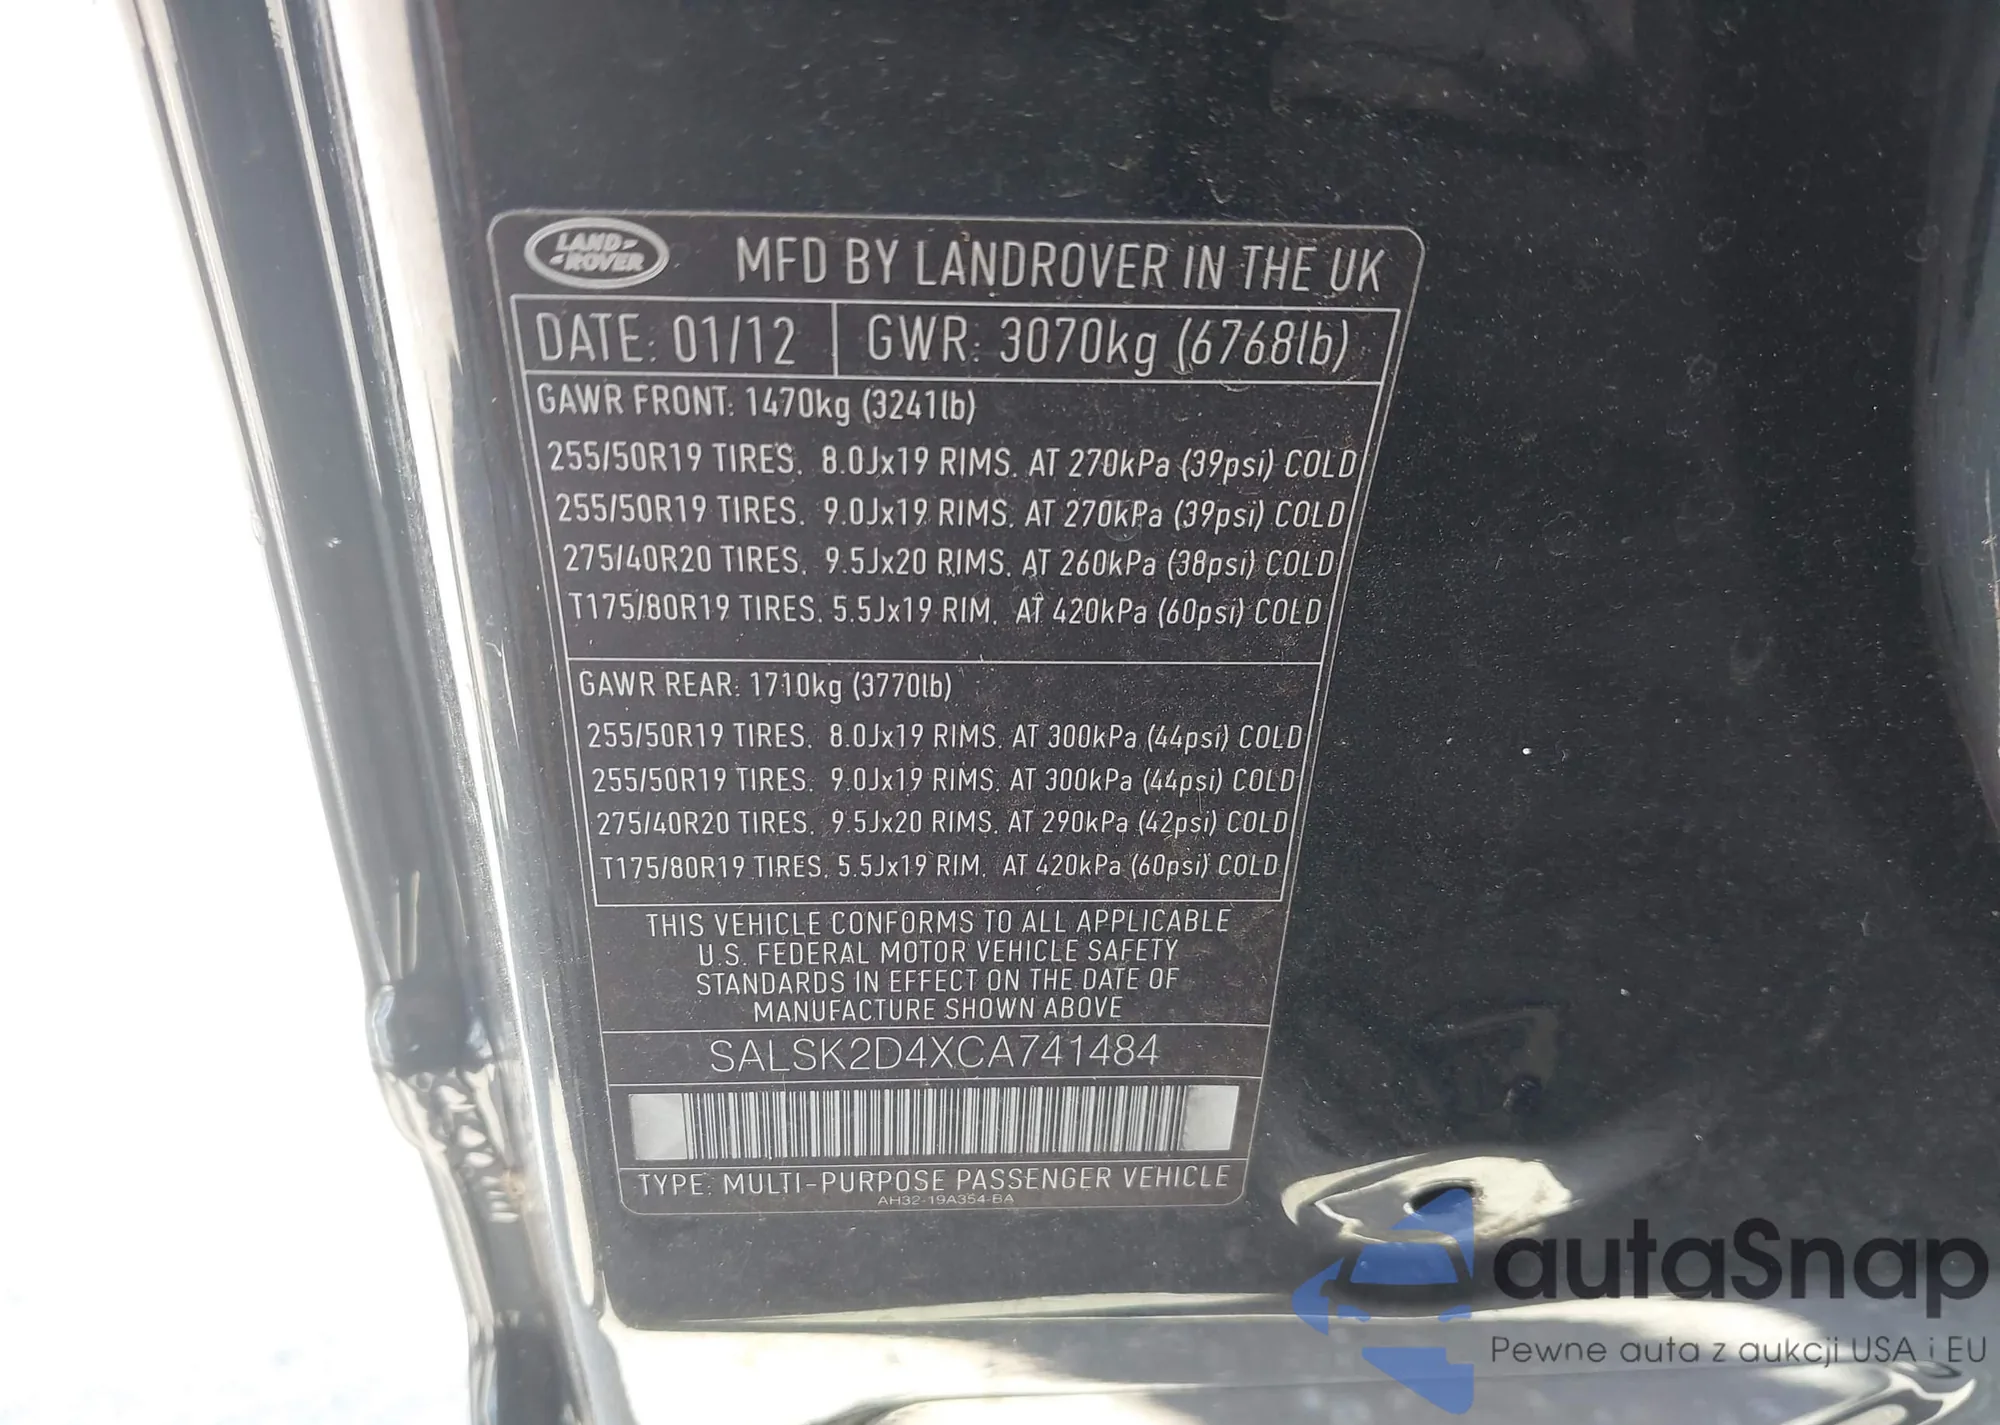 LAND-
-ROVER
MFD BY LANDROVER IN THE UK
DATE: 01/12 GWR: 3070kg (6768lb)
GAWR FRONT: 1470kg (3241lb)
255/50R19 TIRES. 8.0Jx19 RIMS. AT 270kPa (39psi) COLD
255/50R19 TIRES. 9.0Jx19 RIMS. AT 270kPa (39psi) COLD
275/40R20 TIRES. 9.5Jx20 RIMS. AT 260kPa (38psi) COLD
T175/80R19 TIRES. 5.5Jx19 RIM. AT 420kPa (60psi) COLD
GAWR REAR: 1710kg (3770lb)
255/50R19 TIRES. 8.0Jx19 RIMS. AT 300kPa (44psi) COLD
255/50R19 TIRES. 9.0Jx19 RIMS. AT 300kPa (44psi) COLD
275/40R20 TIRES. 9.5Jx20 RIMS. AT 290kPa (42psi) COLD
T175/80R19 TIRES. 5.5Jx19 RIM. AT 420kPa (60psi) COLD
THIS VEHICLE CONFORMS TO ALL APPLICABLE
U.S. FEDERAL MOTOR VEHICLE SAFETY
STANDARDS IN EFFECT ON THE DATE OF
MANUFACTURE SHOWN ABOVE
SALSK2D4XCA741484
TYPE: MULTI-PURPOSE PASSENGER VEHICLE
AH32-19A354-BA
autaSnap
Pewne auta z aukcji USA i EU